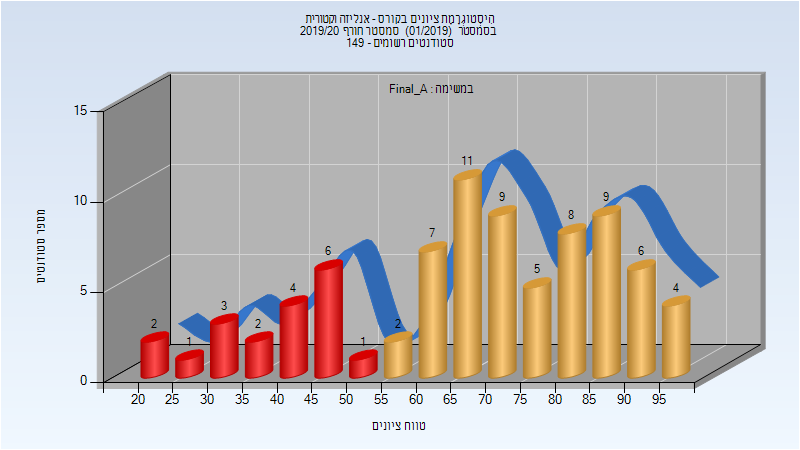 היסטוגרמת ציונים בקורס - אנליזה וקטורית
בסמסטר (01/2019) סמסטר חורף 2019/20
סטודנטים רשומים - 149
במשימה : Final_A
15
10
5
0
מספר סטודנטים
2
1
3
2
4
6
1
2
7
11
9
5
8
9
6
4
20 25 30 35 40 45 50 55 60 65 70 75 80 85 90 95
טווח ציונים